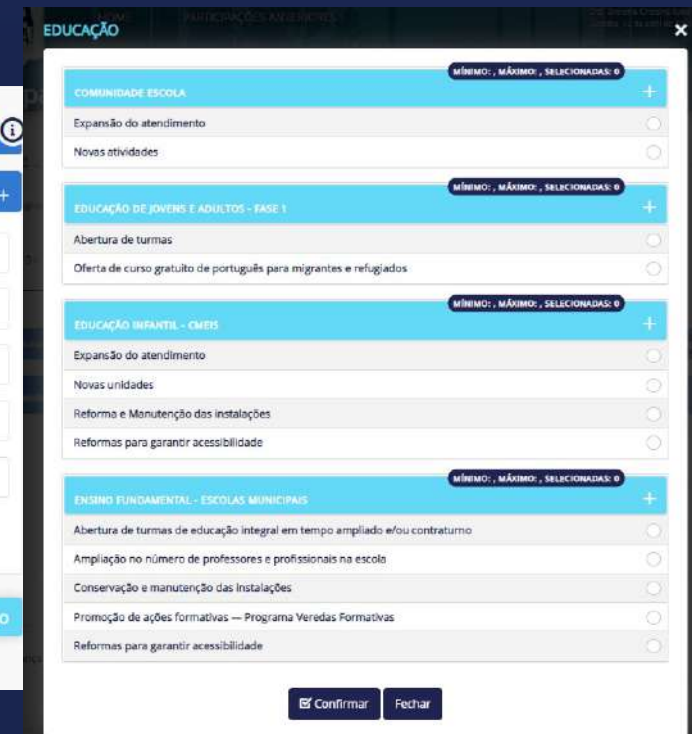 HOME PARTICIPAÇÕES ANTERIORES
EDUCAÇÃO
MÍNIMO: , MÁXIMO: , SELECIONADAS: 0
COMUNIDADE ESCOLA
Expansão do atendimento
Novas atividades
MÍNIMO: , MÁXIMO: , SELECIONADAS: 0
EDUCAÇÃO DE JOVENS E ADULTOS - FASE 1
Abertura de turmas
Oferta de curso gratuito de português para migrantes e refugiados
MÍNIMO: , MÁXIMO: , SELECIONADAS: 0
EDUCAÇÃO INFANTIL - CMEIS
Expansão do atendimento
Novas unidades
Reforma e Manutenção das instalações
Reformas para garantir acessibilidade
MÍNIMO: , MÁXIMO: , SELECIONADAS: 0
ENSINO FUNDAMENTAL - ESCOLAS MUNICIPAIS
Abertura de turmas de educação integral em tempo ampliado e/ou contraturno
Ampliação no número de professores e profissionais na escola
Conservação e manutenção das instalações
Promoção de ações formativas — Programa Veredas Formativas
Reformas para garantir acessibilidade
Confirmar Fechar